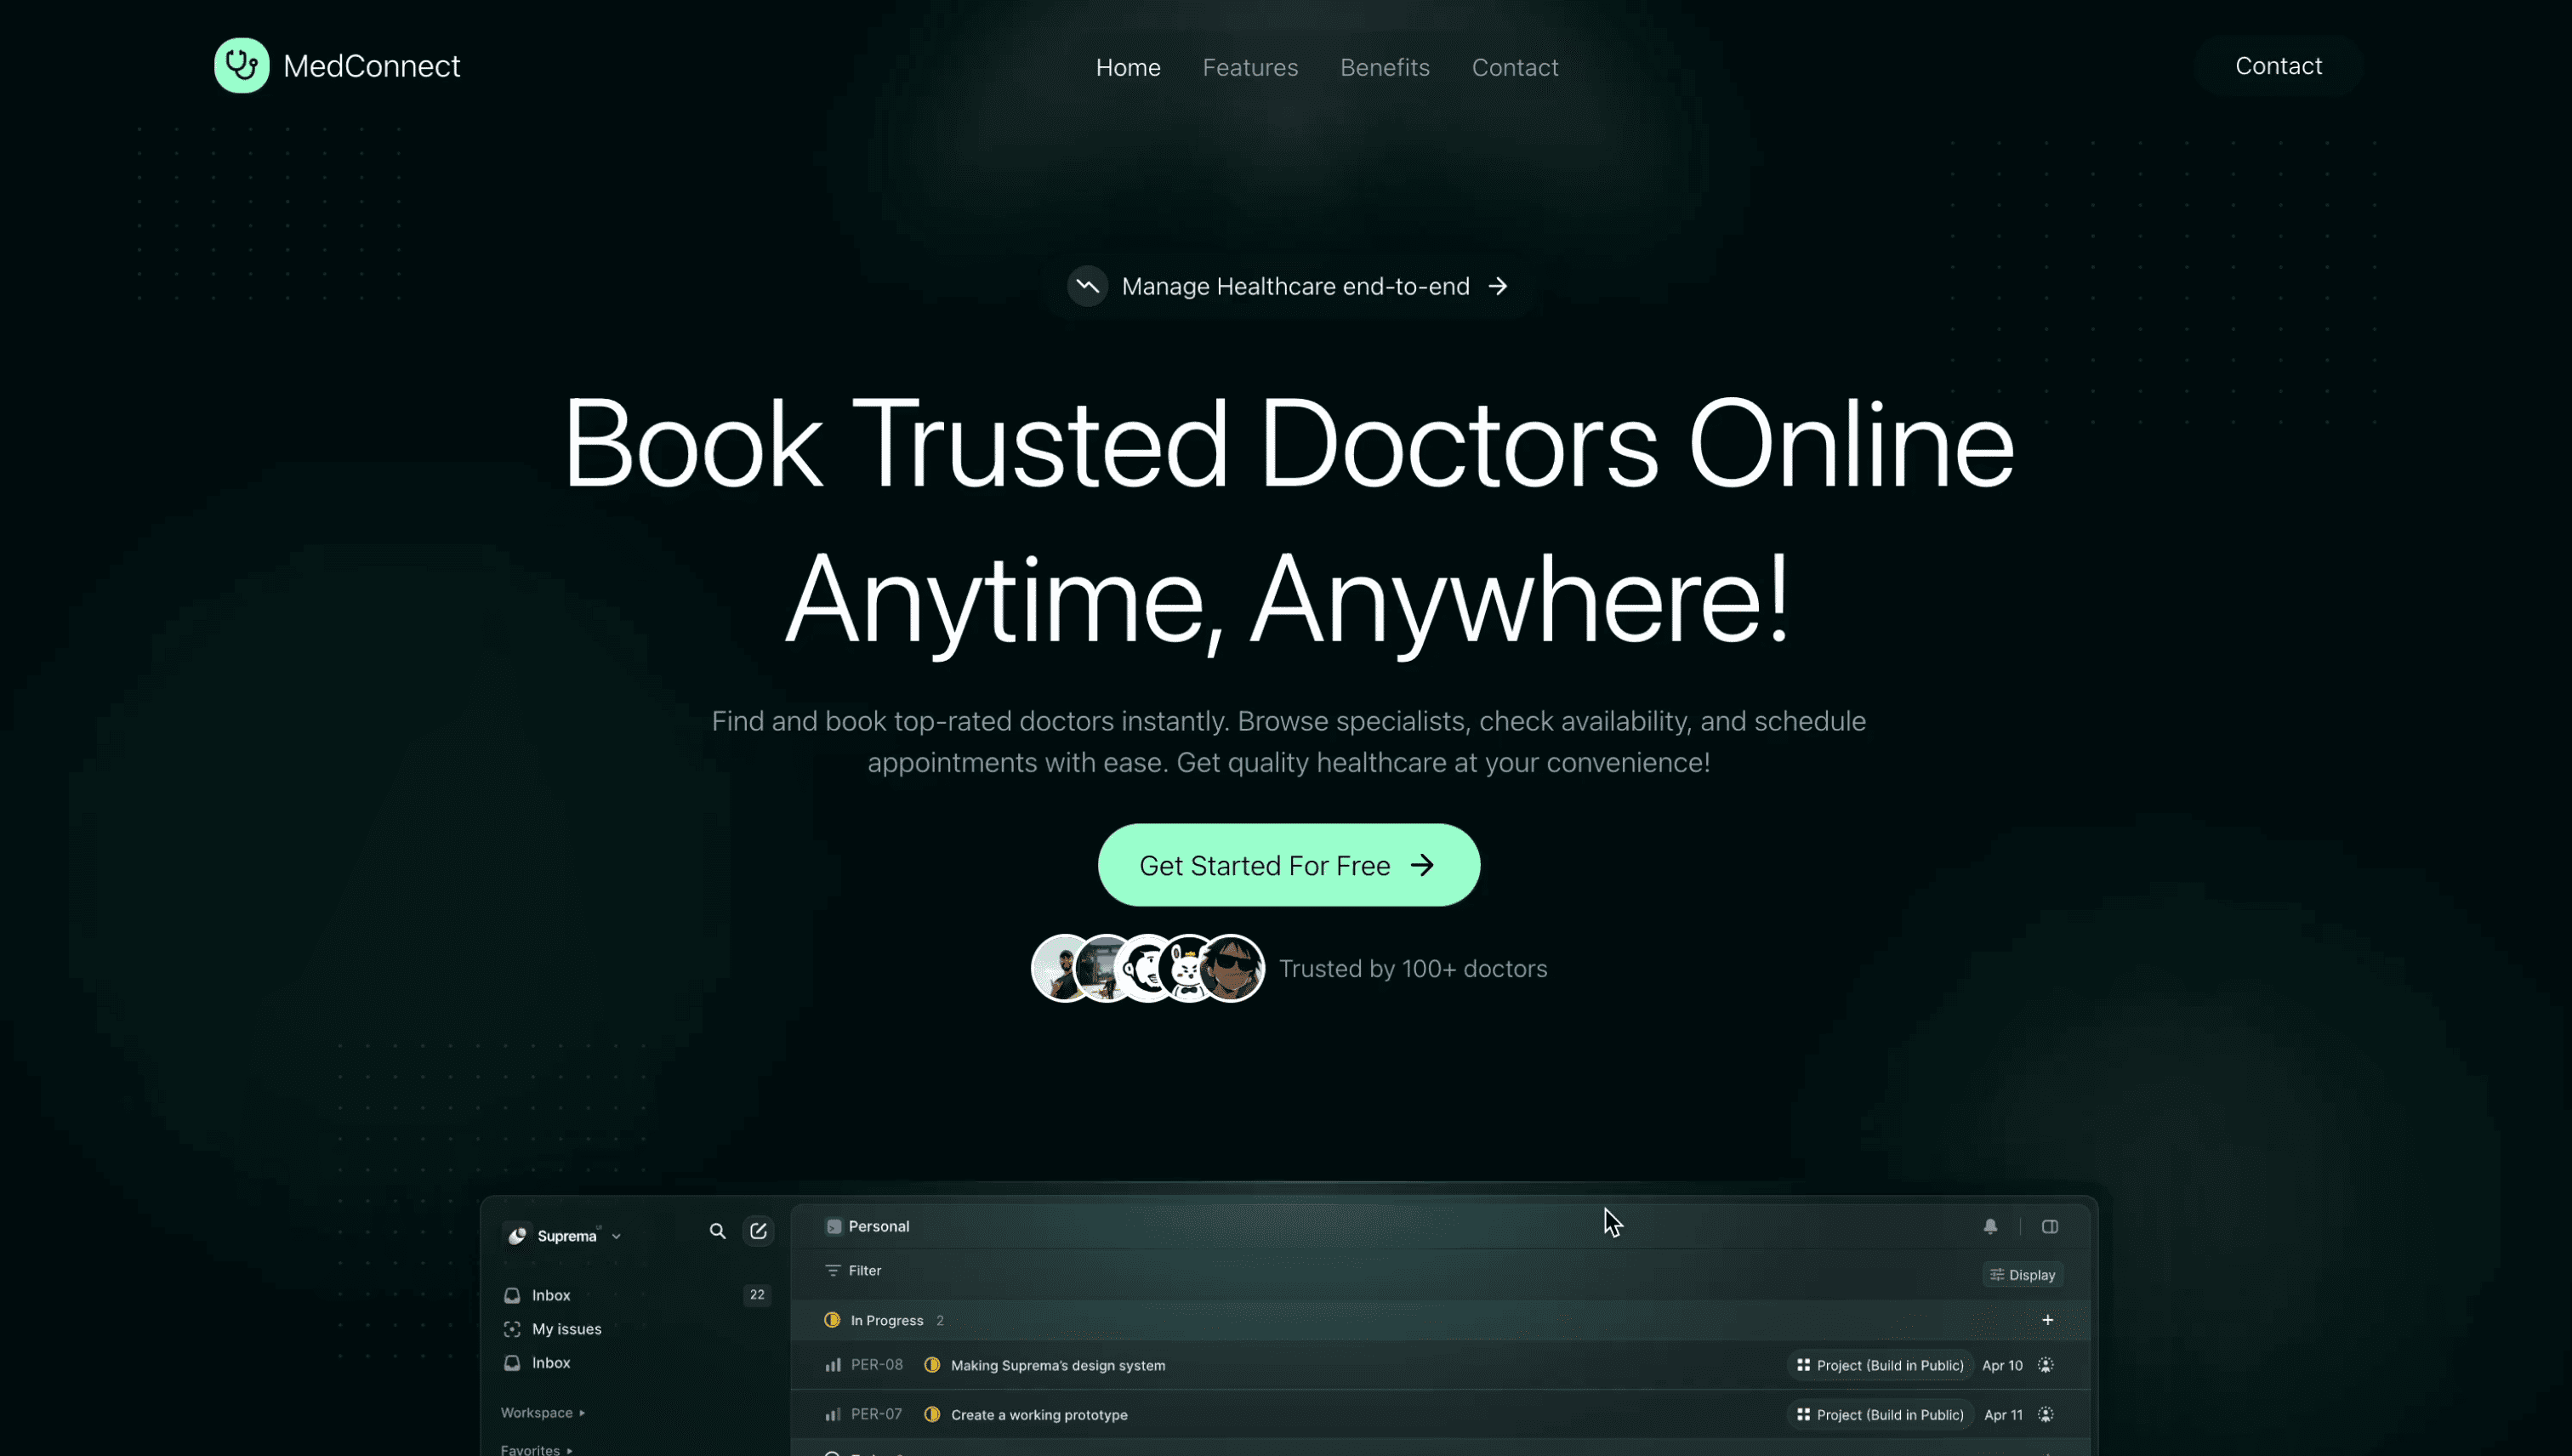 MedConnect
Home
Features
Benefits
Contact
Contact
Manage Healthcare end-to-end
Book Trusted Doctors Online
Anytime, Anywhere!
Find and book top-rated doctors instantly. Browse specialists, check availability, and schedule
appointments with ease. Get quality healthcare at your convenience!
Get Started For Free
Trusted by 100+ doctors
Suprema
UI
Inbox
22
My issues
Inbox
Workspace
Favorites
Personal
Filter
Display
In Progress 2
PER-08 Making Suprema's design system Project (Build in Public) Apr 10
PER-07 Create a working prototype Project (Build in Public) Apr 11